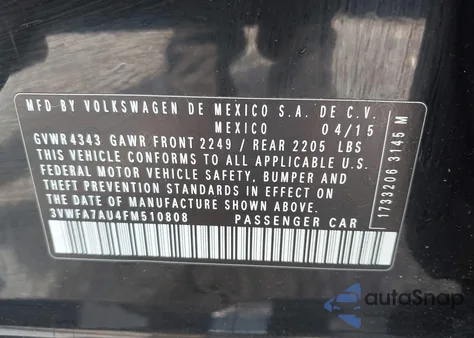 MFD BY VOLKSWAGEN DE MEXICO S.A. DE C.V.
MEXICO 04/15
GVWR 4343 GAWR FRONT 2249 / REAR 2205 LBS
THIS VEHICLE CONFORMS TO ALL APPLICABLE
FEDERAL MOTOR VEHICLE SAFETY, BUMPER AND
THEFT PREVENTION STANDARDS IN EFFECT ON
THE DATE OF MANUFACTURE SHOWN ABOVE.
3VWFA7AU4FM510808 PASSENGER CAR
1733206 3146 M
autoSnap